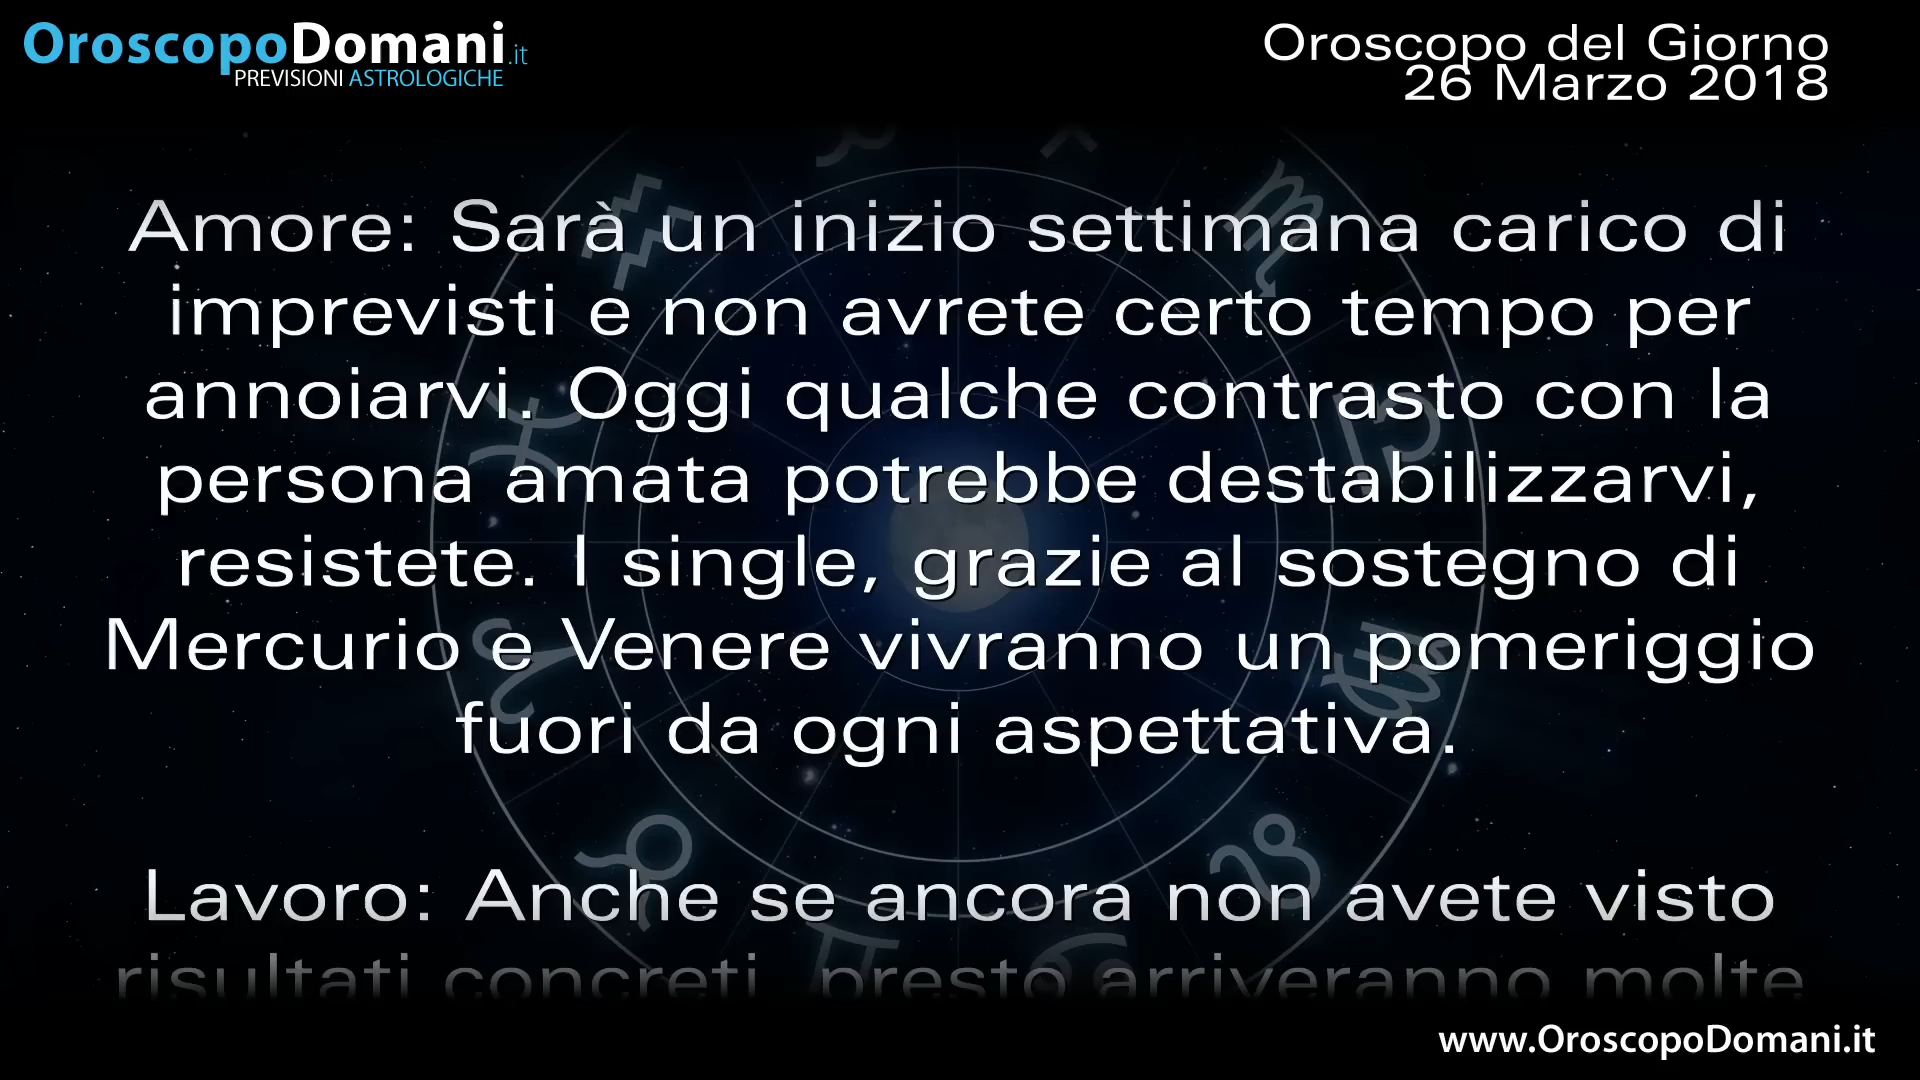 OroscopoDomani.it
PREVISIONI ASTROLOGICHE
Oroscopo del Giorno
26 Marzo 2018
Amore: Sarà un inizio settimana carico di
imprevisti e non avrete certo tempo per
annoiarvi. Oggi qualche contrasto con la
persona amata potrebbe destabilizzarvi,
resistete. I single, grazie al sostegno di
Mercurio e Venere vivranno un pomeriggio
fuori da ogni aspettativa.
Lavoro: Anche se ancora non avete visto
risultati concreti presto arriveranno molte
www.OroscopoDomani.it